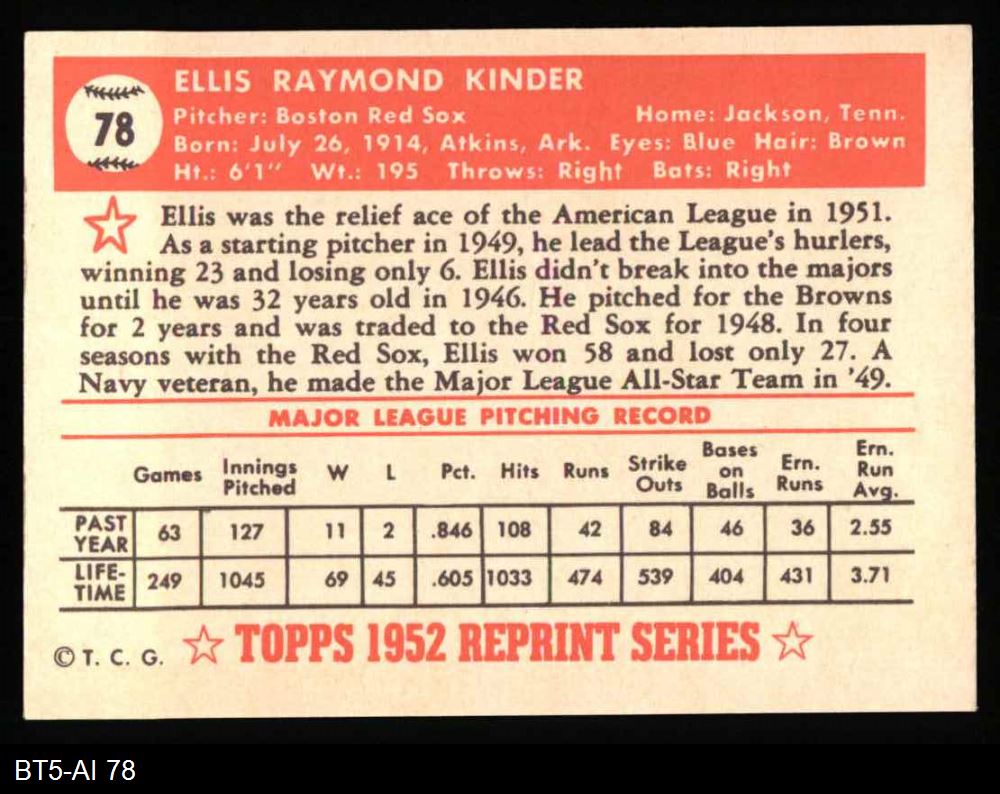 78
ELLIS RAYMOND KINDER
Pitcher: Boston Red Sox Home: Jackson, Tenn.
Born: July 26, 1914, Atkins, Ark. Eyes: Blue Hair: Brown
Ht.: 6'1" Wt.: 195 Throws: Right Bats: Right
Ellis was the relief ace of the American League in 1951.
As a starting pitcher in 1949, he lead the League's hurlers,
winning 23 and losing only 6. Ellis didn't break into the majors
until he was 32 years old in 1946. He pitched for the Browns
for 2 years and was traded to the Red Sox for 1948. In four
seasons with the Red Sox, Ellis won 58 and lost only 27. A
Navy veteran, he made the Major League All-Star Team in '49.
MAJOR LEAGUE PITCHING RECORD
Games Innings Pitched W L Pct. Hits Runs Strike Outs Bases on Balls Ern. Runs Ern. Run Avg.
PAST YEAR 63 127 11 2 .846 108 42 84 46 36 2.55
LIFE-TIME 249 1045 69 45 .605 1033 474 539 404 431 3.71
© T. C. G. TOPPS 1952 REPRINT SERIES
BT5-AI 78